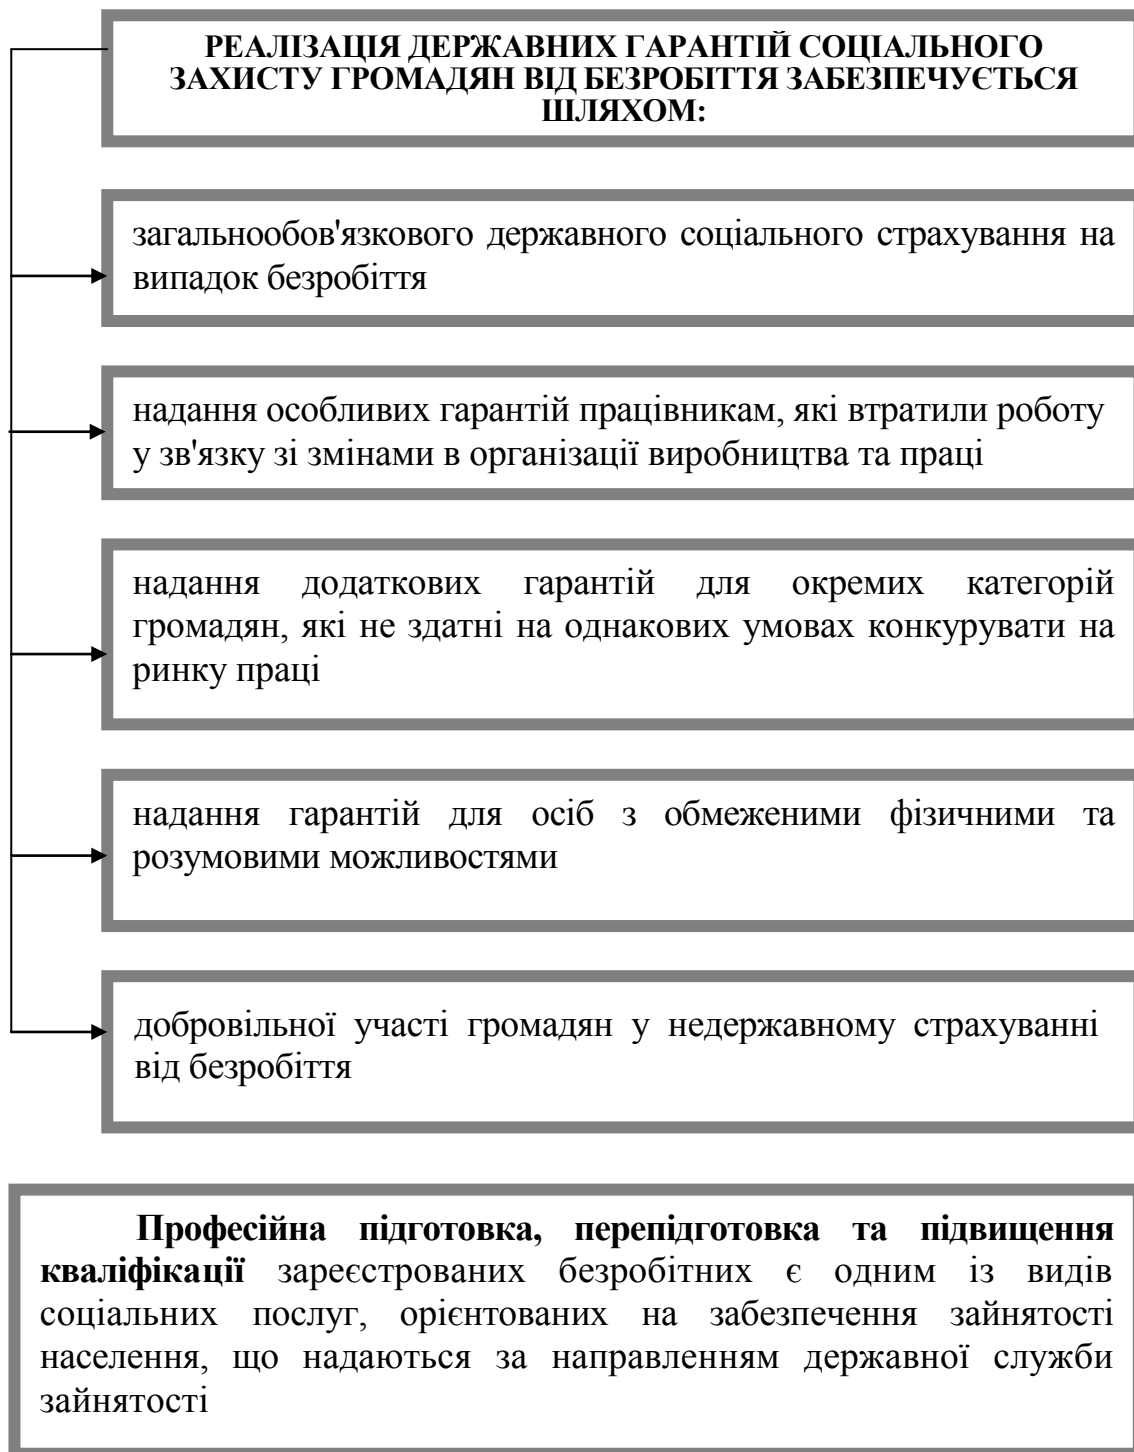 РЕАЛІЗАЦІЯ ДЕРЖАВНИХ ГАРАНТІЙ СОЦІАЛЬНОГО
ЗАХИСТУ ГРОМАДЯН ВІД БЕЗРОБІТТЯ ЗАБЕЗПЕЧУЄТЬСЯ
ШЛЯХОМ:
загальнообов'язкового державного соціального страхування на
випадок безробіття
надання особливих гарантій працівникам, які втратили роботу
у зв'язку зі змінами в організації виробництва та праці
надання додаткових гарантій для окремих категорій
громадян, які не здатні на однакових умовах конкурувати на
ринку праці
надання гарантій для осіб з обмеженими фізичними та
розумовими можливостями
добровільної участі громадян у недержавному страхуванні
від безробіття
Професійна підготовка, перепідготовка та підвищення
кваліфікації зареєстрованих безробітних є одним із видів
соціальних послуг, орієнтованих на забезпечення зайнятості
населення, що надаються за направленням державної служби
зайнятості